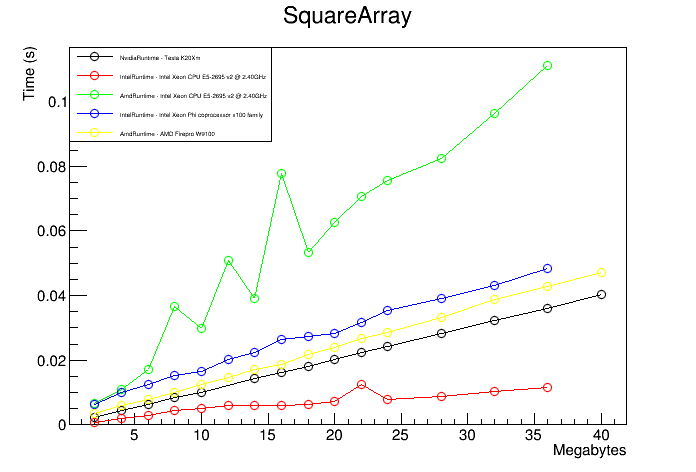 SquareArray
Time (s)
NvidiaRuntime - Tesla K20Xm
IntelRuntime - Intel Xeon CPU E5-2695 v2 @ 2.40GHz
AmdRuntime - Intel Xeon CPU E5-2695 v2 @ 2.40GHz
IntelRuntime - Intel Xeon Phi coprocessor x100 family
AmdRuntime - AMD Firepro W9100
0.1
0.08
0.06
0.04
0.02
0
5 10 15 20 25 30 35 40
Megabytes